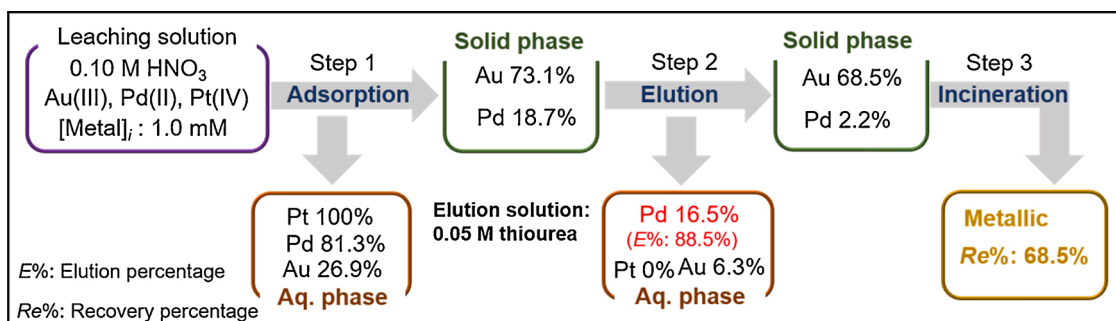 Leaching solution
0.10 M HNO₃
Au(III), Pd(II), Pt(IV)
[Metal]ᵢ : 1.0 mM
Step 1
Adsorption
Solid phase
Au 73.1%
Pd 18.7%
Step 2
Elution
Solid phase
Au 68.5%
Pd 2.2%
Step 3
Incineration
Pt 100%
Pd 81.3%
Au 26.9%
Aq. phase
Elution solution:
0.05 M thiourea
Pd 16.5%
(E%: 88.5%)
Pt 0% Au 6.3%
Aq. phase
Metallic
Re%: 68.5%
E%: Elution percentage
Re%: Recovery percentage